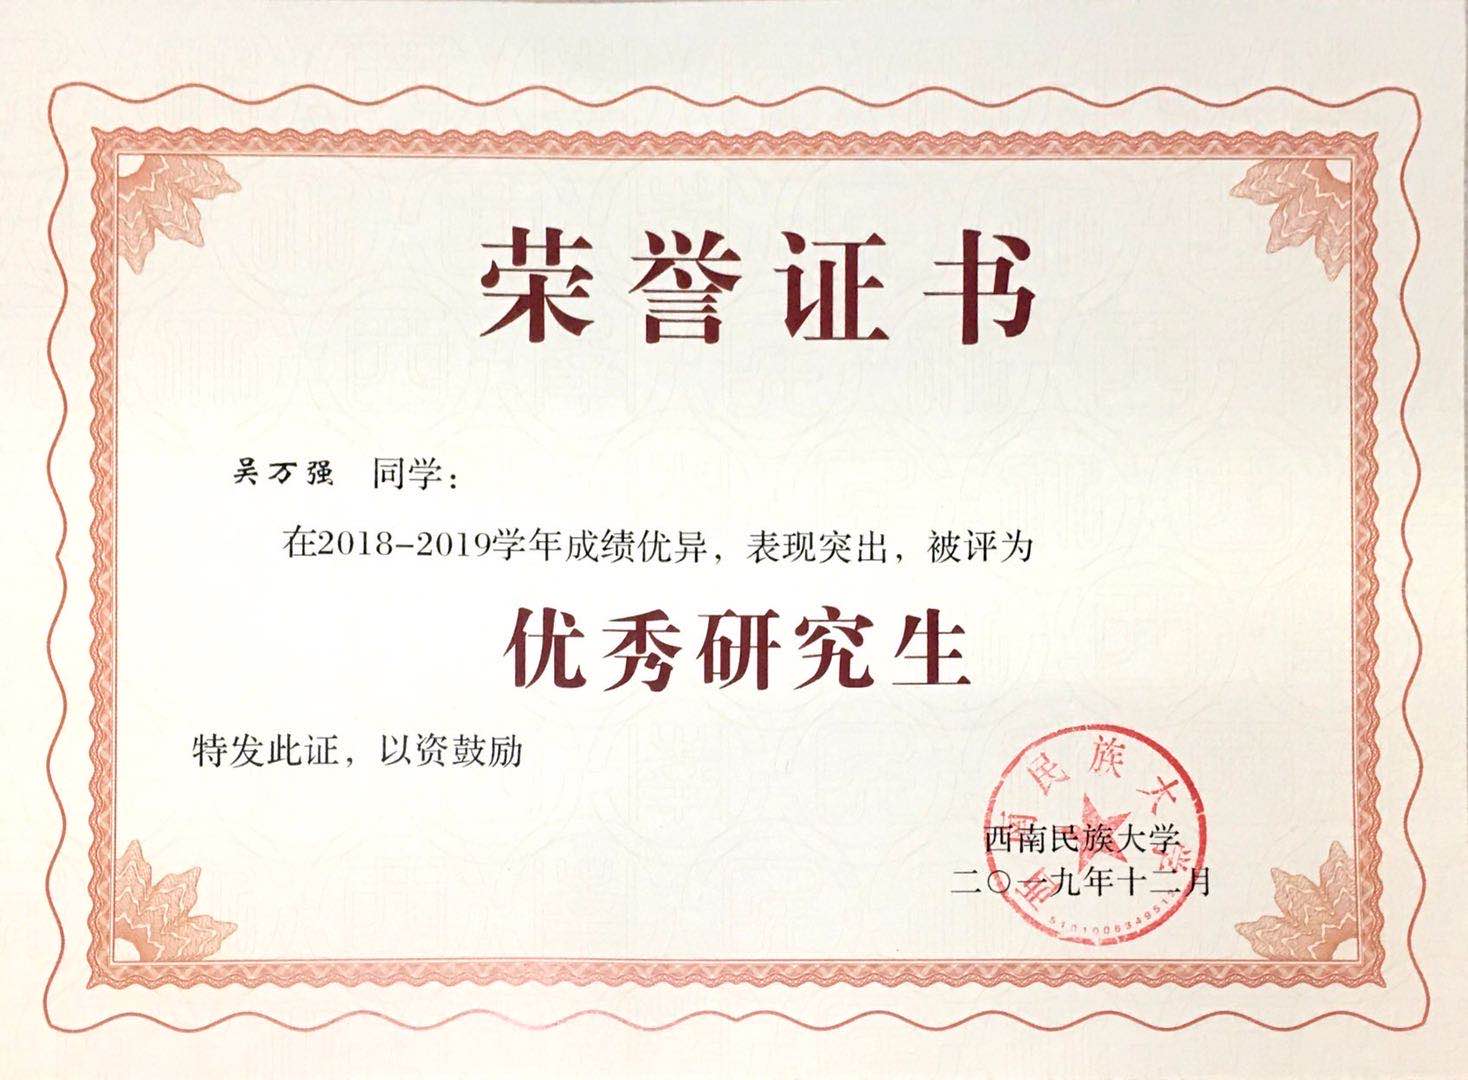 荣誉证书
吴万强 同学：
在2018-2019学年成绩优异，表现突出，被评为
优秀研究生
特发此证，以资鼓励
西南民族大学
西南民族大学
二〇一九年十二月